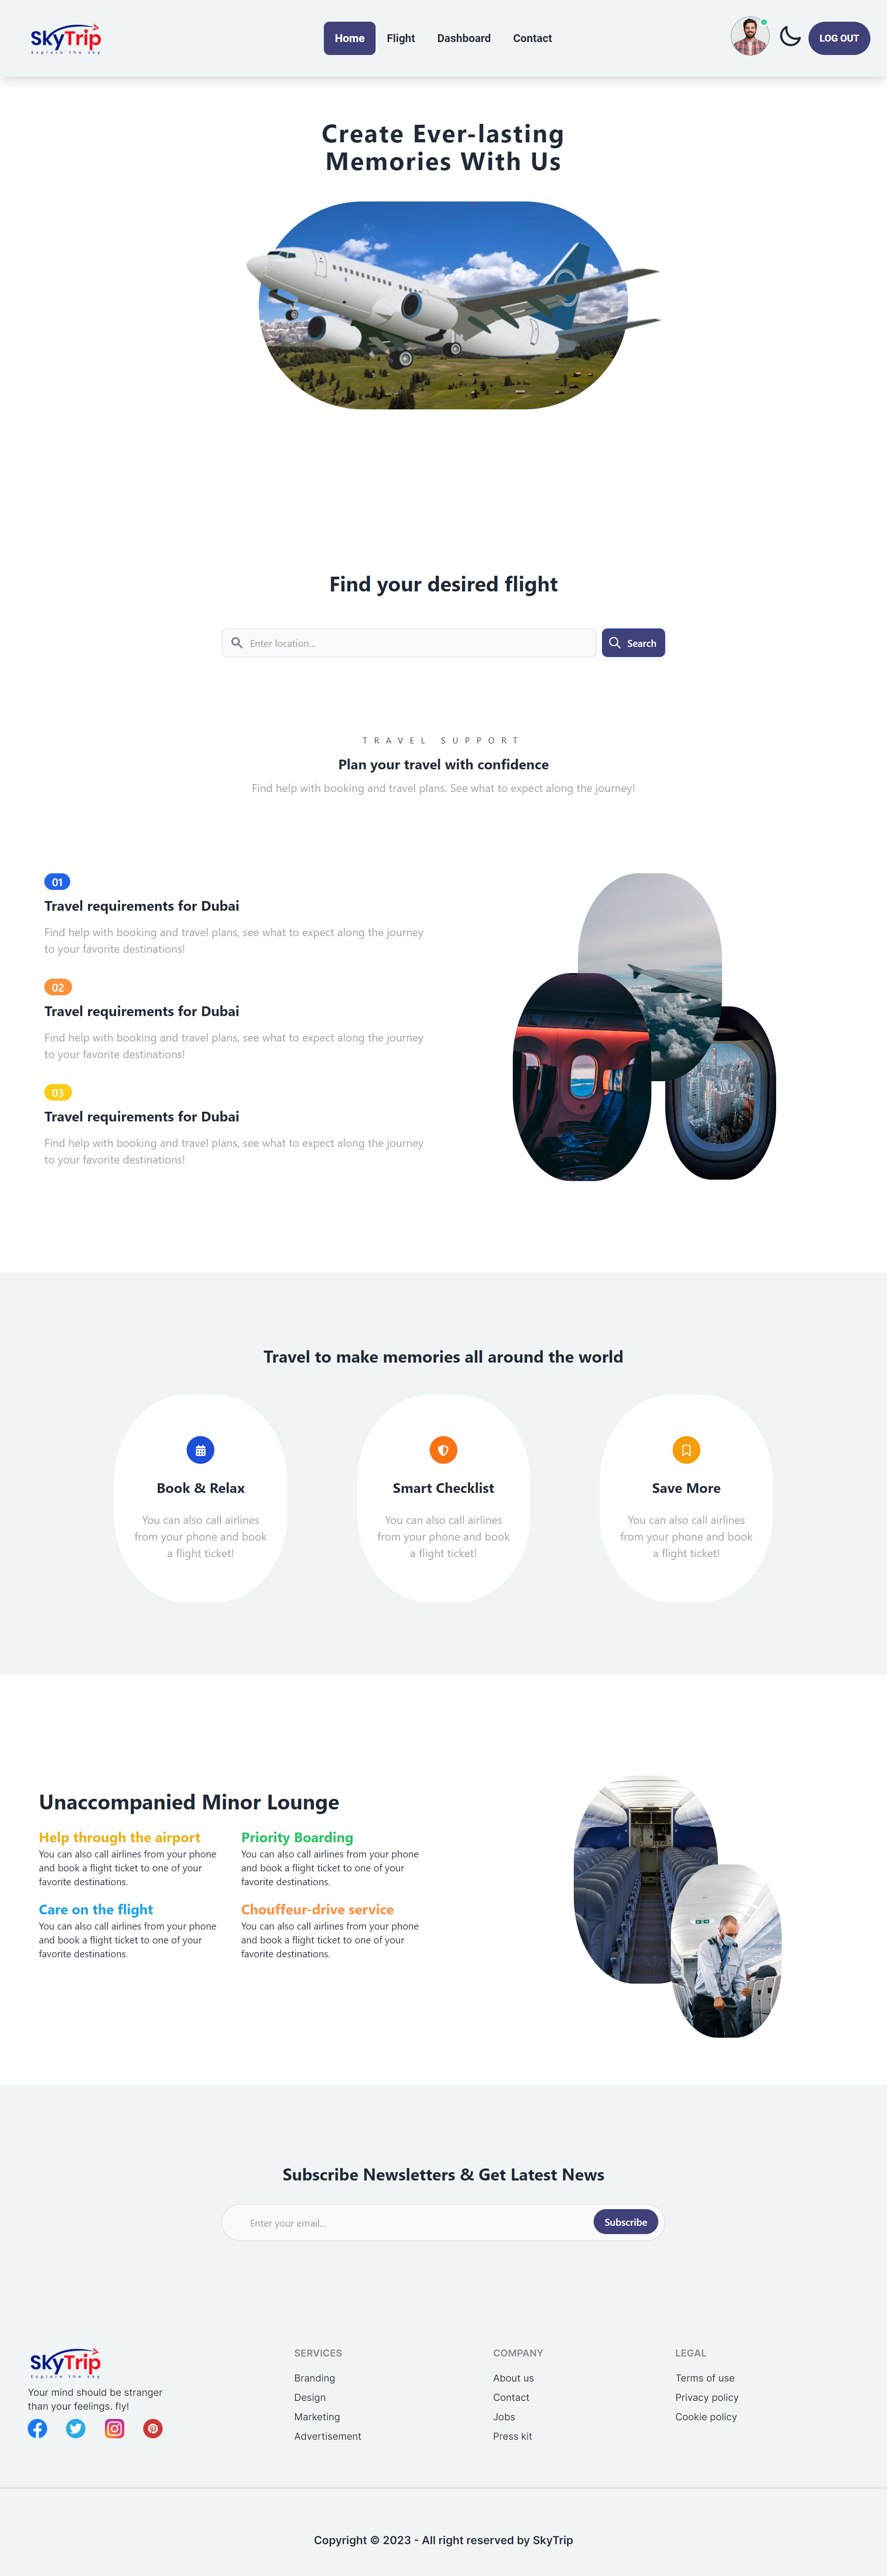 SkyTrip
Explore the sky
Home
Flight
Dashboard
Contact
LOG OUT
Create Ever-lasting
Memories With Us
Find your desired flight
Enter location...
Search
TRAVEL SUPPORT
Plan your travel with confidence
Find help with booking and travel plans. See what to expect along the journey!
01
Travel requirements for Dubai
Find help with booking and travel plans, see what to expect along the journey
to your favorite destinations!
02
Travel requirements for Dubai
Find help with booking and travel plans, see what to expect along the journey
to your favorite destinations!
03
Travel requirements for Dubai
Find help with booking and travel plans, see what to expect along the journey
to your favorite destinations!
Travel to make memories all around the world
Book & Relax
You can also call airlines
from your phone and book
a flight ticket!
Smart Checklist
You can also call airlines
from your phone and book
a flight ticket!
Save More
You can also call airlines
from your phone and book
a flight ticket!
Unaccompanied Minor Lounge
Help through the airport
You can also call airlines from your phone
and book a flight ticket to one of your
favorite destinations.
Priority Boarding
You can also call airlines from your phone
and book a flight ticket to one of your
favorite destinations.
Care on the flight
You can also call airlines from your phone
and book a flight ticket to one of your
favorite destinations.
Chouffeur-drive service
You can also call airlines from your phone
and book a flight ticket to one of your
favorite destinations.
Subscribe Newsletters & Get Latest News
Enter your email...
Subscribe
SkyTrip
Explore the sky
Your mind should be stranger
than your feelings. fly!
SERVICES
Branding
Design
Marketing
Advertisement
COMPANY
About us
Contact
Jobs
Press kit
LEGAL
Terms of use
Privacy policy
Cookie policy
Copyright © 2023 - All right reserved by SkyTrip